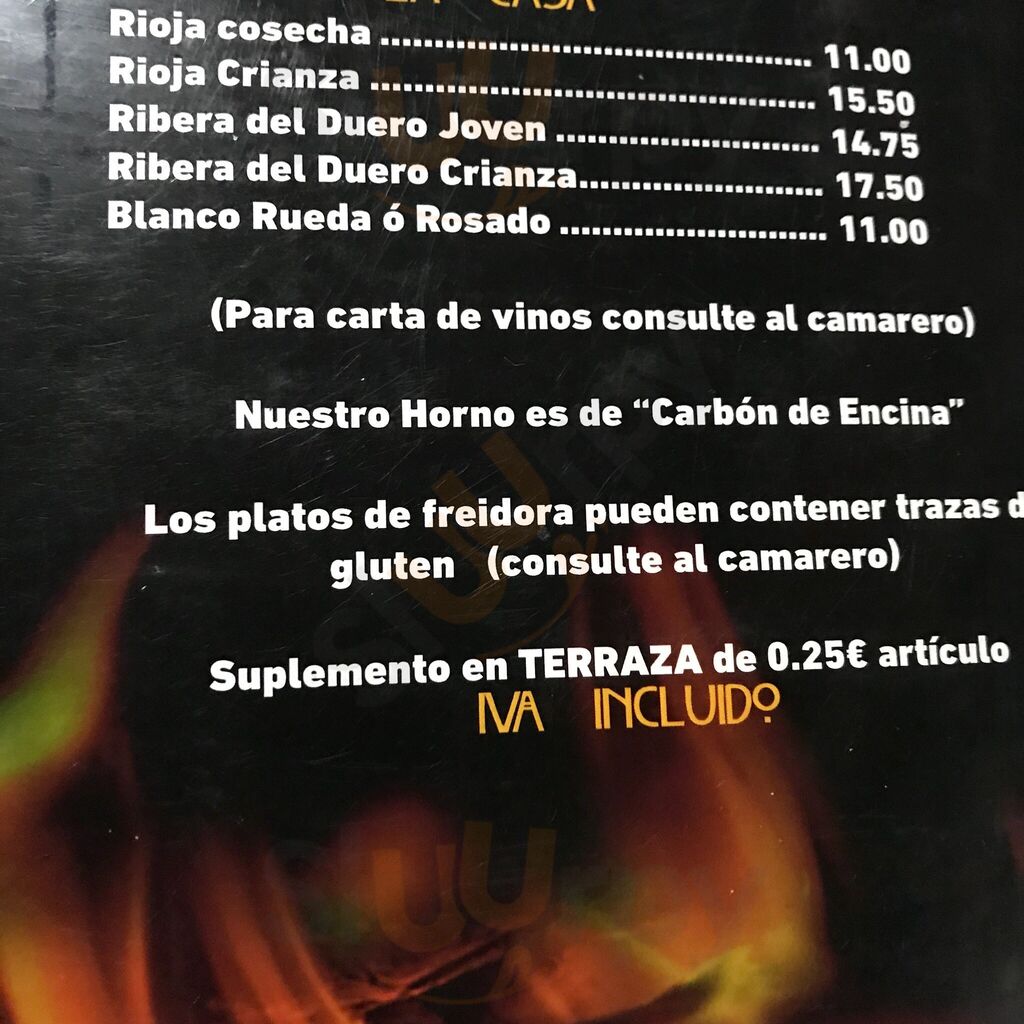 CASA
Rioja cosecha ................................................. 11.00
Rioja Crianza .................................................. 15.50
Ribera del Duero Joven .............................. 14.75
Ribera del Duero Crianza........................... 17.50
Blanco Rueda ó Rosado .............................. 11.00
(Para carta de vinos consulte al camarero)
Nuestro Horno es de “Carbón de Encina”
Los platos de freidora pueden contener trazas d
gluten (consulte al camarero)
Suplemento en TERRAZA de 0.25€ artículo
IVA INCLUIDO